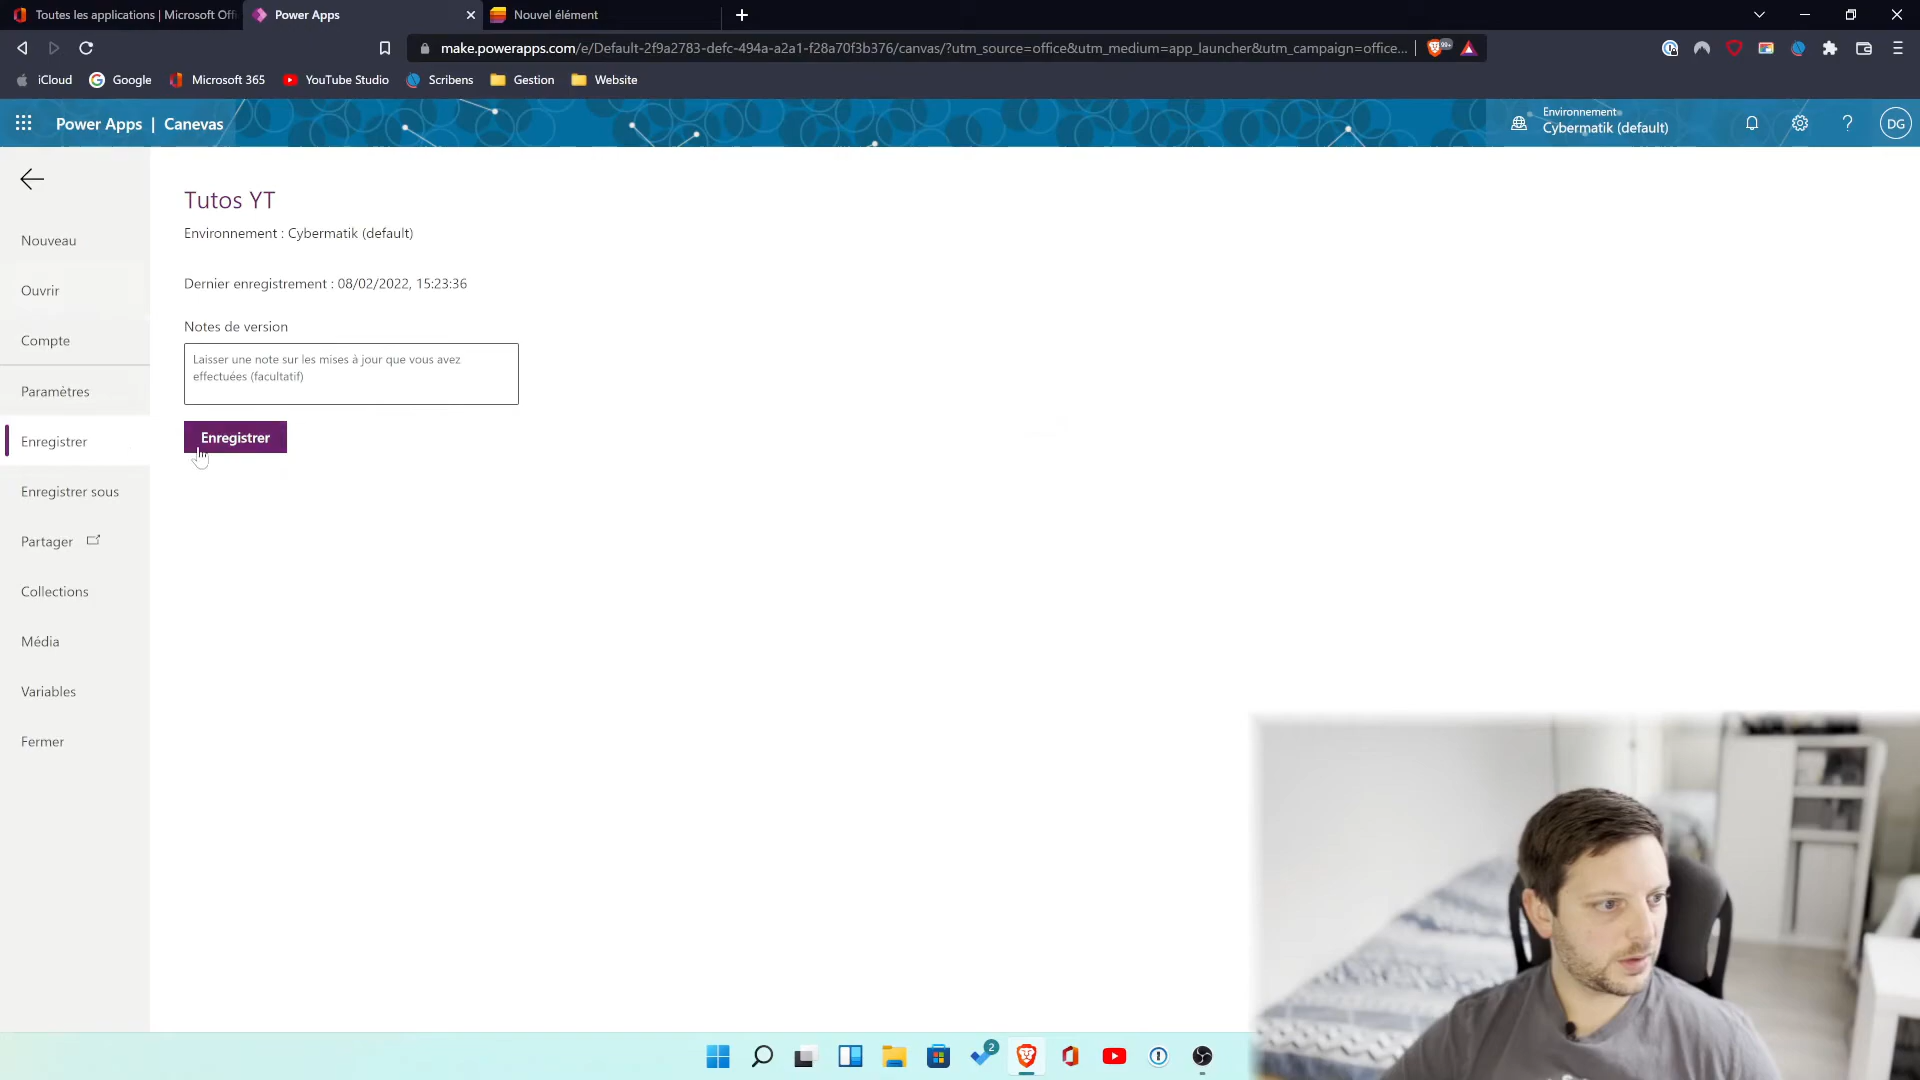 Toutes les applications | Microsoft Offi
Power Apps
Nouvel élément
make.powerapps.com/e/Default-2f9a2783-defc-494a-a2a1-f28a70f3b376/canvas/?utm_source=office&utm_medium=app_launcher&utm_campaign=office...
99+
iCloud
Google
Microsoft 365
YouTube Studio
Scribens
Gestion
Website
Power Apps | Canevas
Environnement
Cybermatik (default)
DG
Nouveau
Ouvrir
Compte
Paramètres
Enregistrer
Enregistrer sous
Partager
Collections
Média
Variables
Fermer
Tutos YT
Environnement : Cybermatik (default)
Dernier enregistrement : 08/02/2022, 15:23:36
Notes de version
Laisser une note sur les mises à jour que vous avez
effectuées (facultatif)
Enregistrer
2